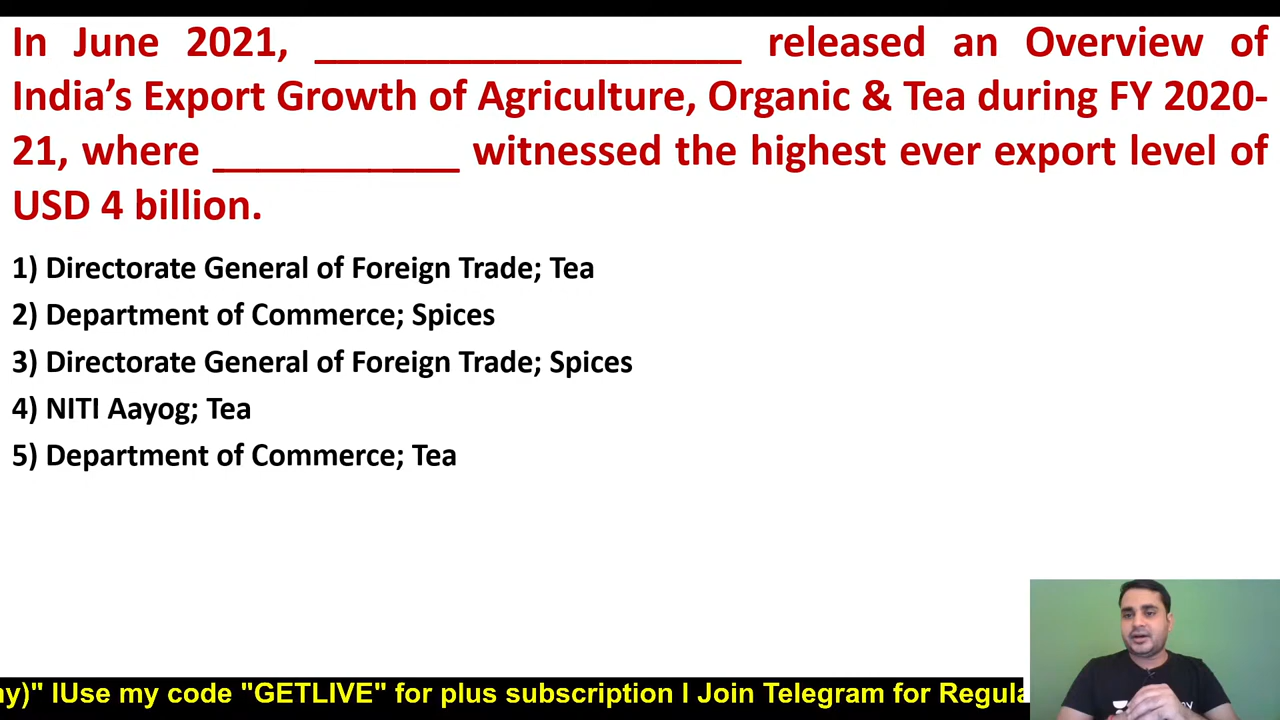 In June 2021, ____________________ released an Overview of
India’s Export Growth of Agriculture, Organic & Tea during FY 2020-
21, where ___________ witnessed the highest ever export level of
USD 4 billion.
1) Directorate General of Foreign Trade; Tea
2) Department of Commerce; Spices
3) Directorate General of Foreign Trade; Spices
4) NITI Aayog; Tea
5) Department of Commerce; Tea
my)" IUse my code "GETLIVE" for plus subscription I Join Telegram for Regula